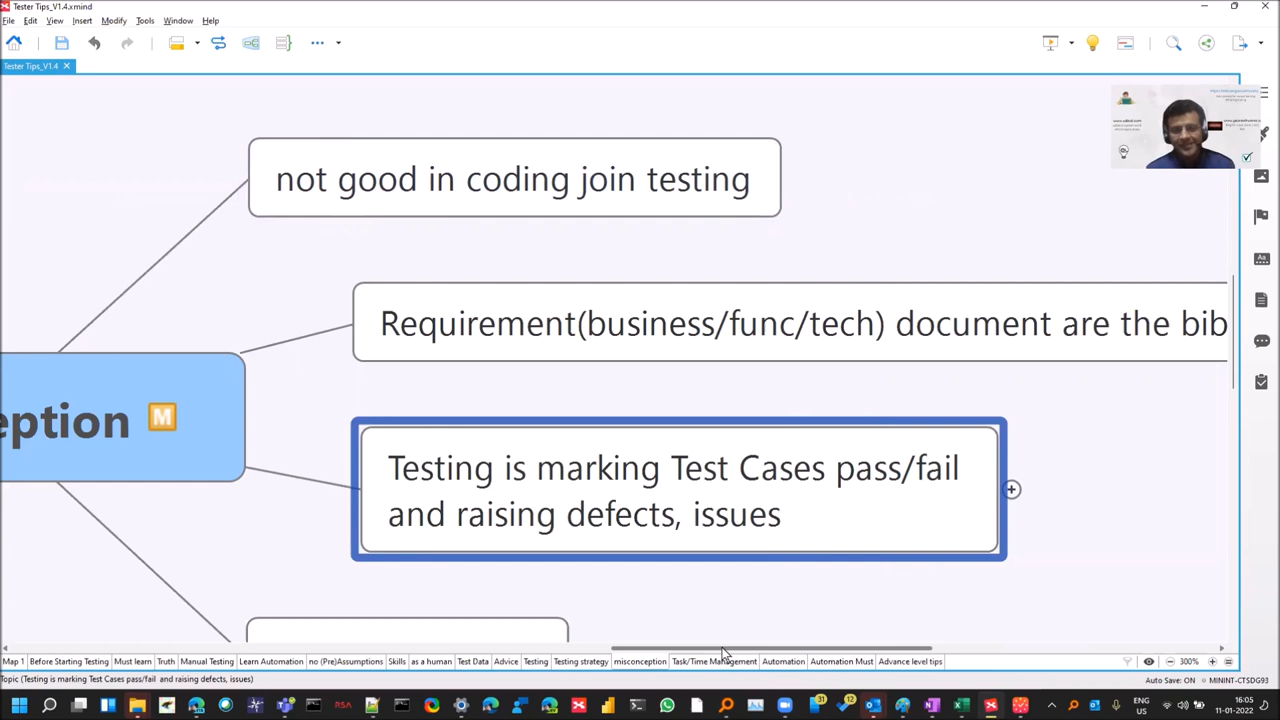 Tester Tips_V1.4.xmind
File Edit View Insert Modify Tools Window Help
Tester Tips_V1.4
not good in coding join testing
Requirement(business/func/tech) document are the bib
eption M
Testing is marking Test Cases pass/fail
and raising defects, issues
Map 1 Before Starting Testing Must learn Truth Manual Testing Learn Automation no (Pre)Assumptions Skills as a human Test Data Advice Testing Testing strategy misconception Task/Time Management Automation Automation Must Advance level tips 300%
Topic (Testing is marking Test Cases pass/fail and raising defects, issues) Auto Save: ON MININT-CTSDG93
RSA 31 12 ENG 16:05
US 11-01-2022